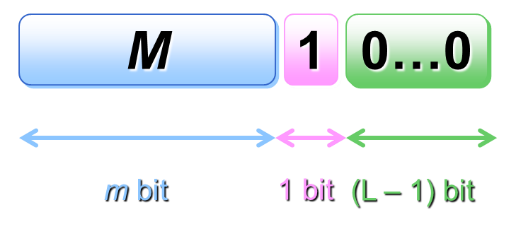 M 1 0...0
m bit 1 bit (L – 1) bit